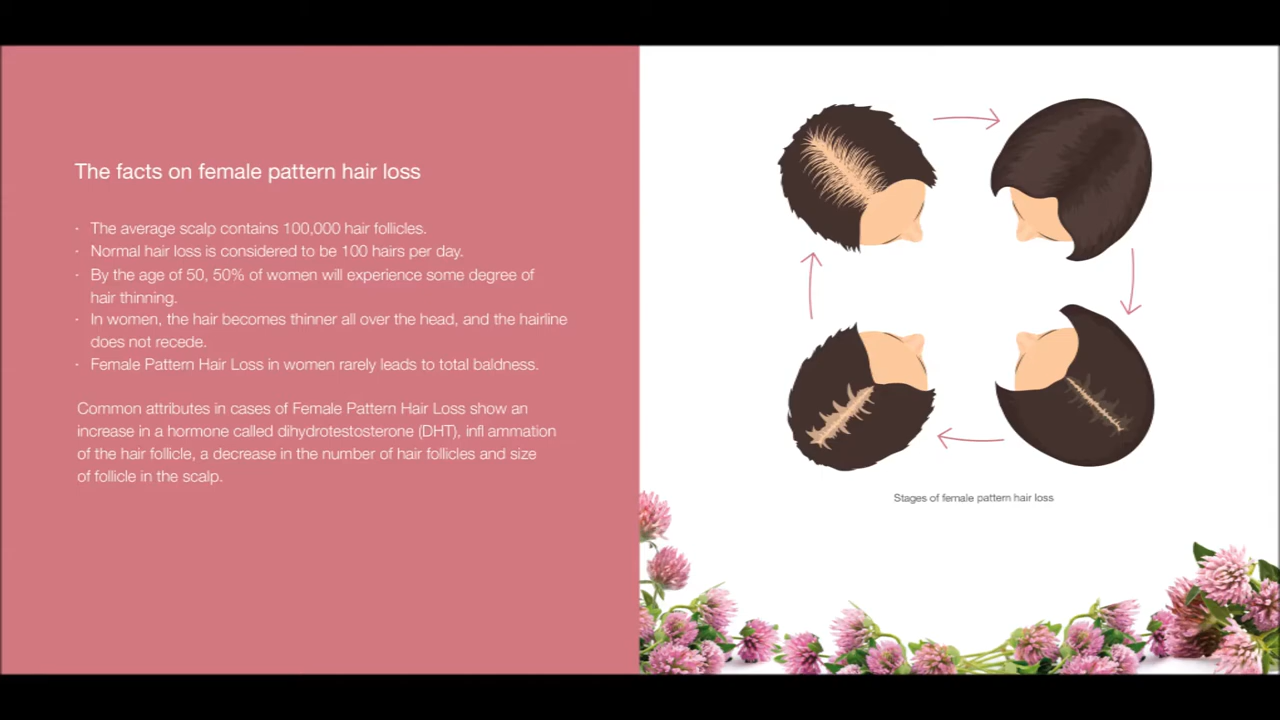 The facts on female pattern hair loss
· The average scalp contains 100,000 hair follicles.
· Normal hair loss is considered to be 100 hairs per day.
· By the age of 50, 50% of women will experience some degree of
hair thinning.
· In women, the hair becomes thinner all over the head, and the hairline
does not recede.
· Female Pattern Hair Loss in women rarely leads to total baldness.
Common attributes in cases of Female Pattern Hair Loss show an
increase in a hormone called dihydrotestosterone (DHT), infl ammation
of the hair follicle, a decrease in the number of hair follicles and size
of follicle in the scalp.
Stages of female pattern hair loss